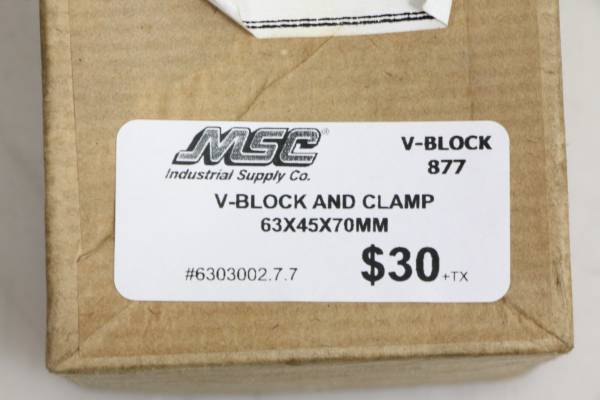 MSC®
Industrial Supply Co.
V-BLOCK
877
V-BLOCK AND CLAMP
63X45X70MM
#6303002.7.7
$30+TX